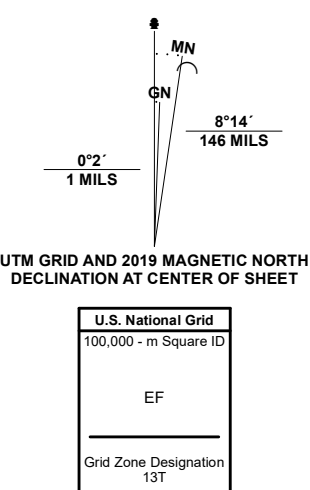 MN
GN
8°14´
146 MILS
0°2´
1 MILS
UTM GRID AND 2019 MAGNETIC NORTH
DECLINATION AT CENTER OF SHEET
U.S. National Grid
100,000 - m Square ID
EF
Grid Zone Designation
13T